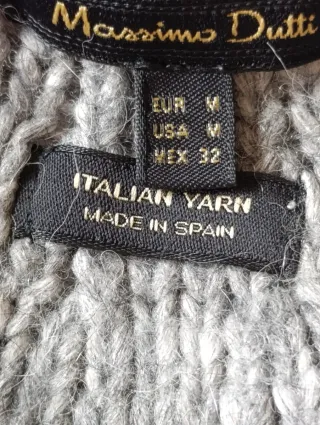 Massimo Dutti
EUR M
USA M
MEX 32
ITALIAN YARN
MADE IN SPAIN